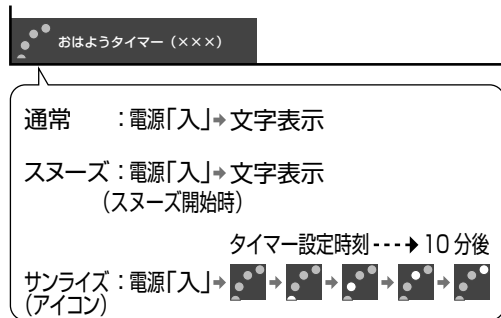 おはようタイマー（×××）
通常　　：電源「入」➔文字表示
スヌーズ：電源「入」➔文字表示
（スヌーズ開始時）
タイマー設定時刻 ---➔ 10 分後
サンライズ：電源「入」➔ ➔ ➔ ➔ ➔
（アイコン）